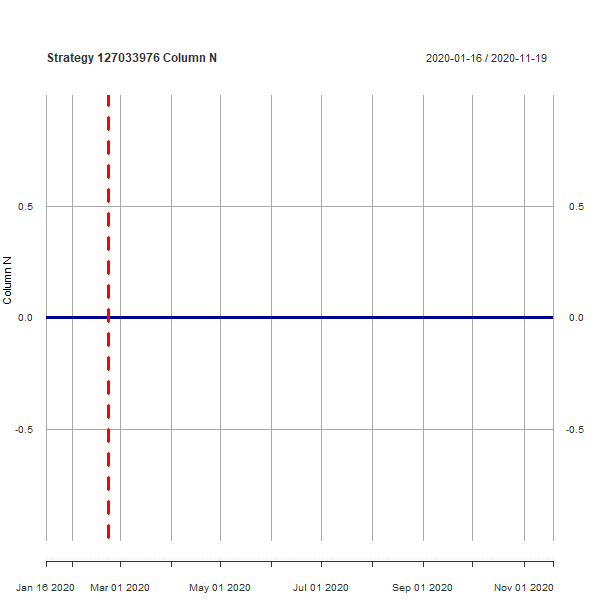 Strategy 127033976 Column N
2020-01-16 / 2020-11-19
0.5
0.5
Column N
0.0
0.0
-0.5
-0.5
Jan 16 2020
Mar 01 2020
May 01 2020
Jul 01 2020
Sep 01 2020
Nov 01 2020